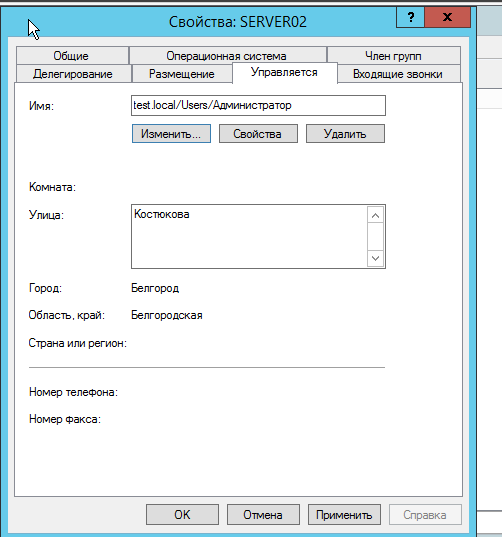 Свойства: SERVER02
?
x
Общие
Операционная система
Член групп
Делегирование
Размещение
Управляется
Входящие звонки
Имя:
test.local/Users/Администратор
Изменить...
Свойства
Удалить
Комната:
Улица:
Костюкова
Город:
Белгород
Область, край:
Белгородская
Страна или регион:
Номер телефона:
Номер факса:
OK
Отмена
Применить
Справка